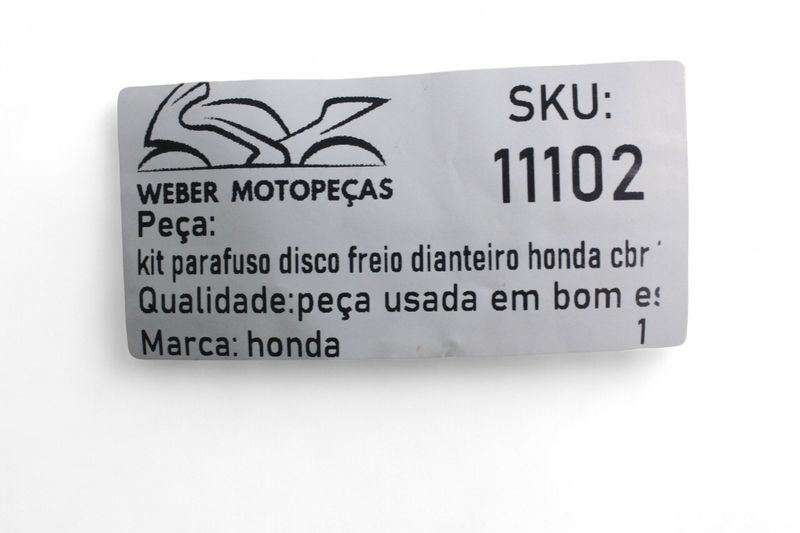 SKU:
11102
WEBER MOTOPEÇAS
Peça:
kit parafuso disco freio dianteiro honda cbr
Qualidade:peça usada em bom
Marca: honda
1